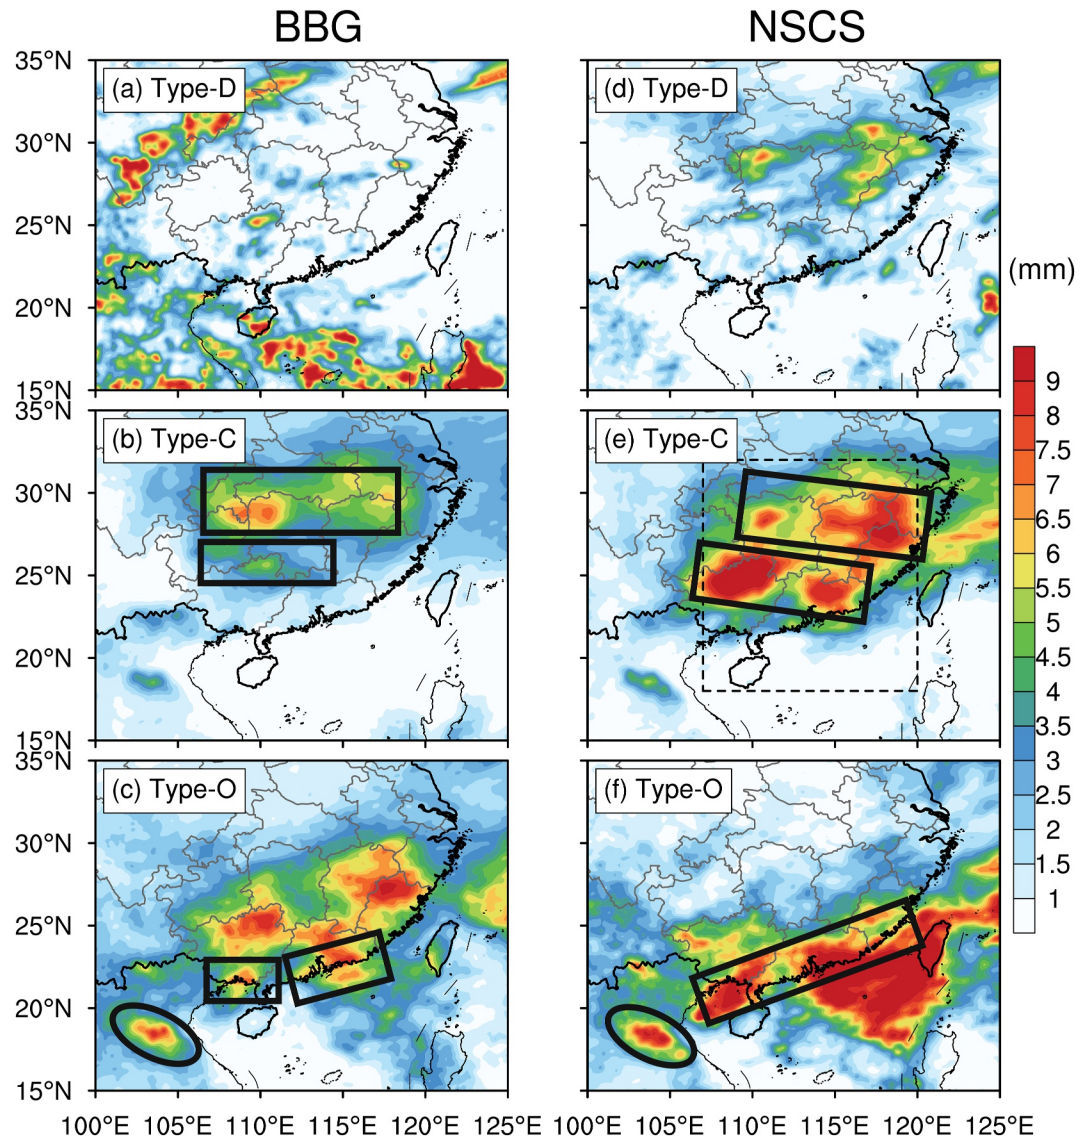 BBG NSCS
35°N
(a) Type-D (d) Type-D
30°N
25°N
(mm)
20°N
15°N
35°N
9
(b) Type-C (e) Type-C
8
7.5
30°N
7
6.5
6
25°N
5.5
5
4.5
20°N
4
3.5
15°N
3
35°N
(c) Type-O (f) Type-O
2.5
2
30°N
1.5
1
25°N
20°N
15°N
100°E 105°E 110°E 115°E 120°E 125°E 100°E 105°E 110°E 115°E 120°E 125°E